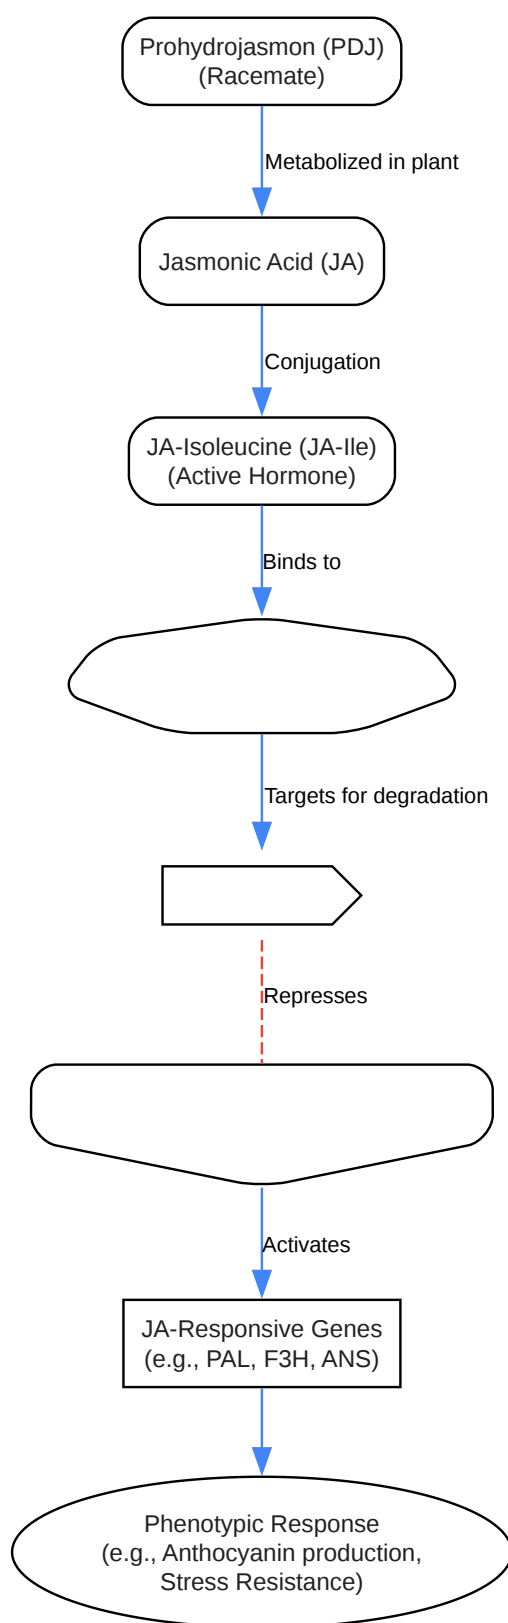 Prohydrojasmon (PDJ)
(Racemate)
Metabolized in plant
Jasmonic Acid (JA)
Conjugation
JA-Isoleucine (JA-Ile)
(Active Hormone)
Binds to
Targets for degradation
Represses
Activates
JA-Responsive Genes
(e.g., PAL, F3H, ANS)
Phenotypic Response
(e.g., Anthocyanin production,
Stress Resistance)